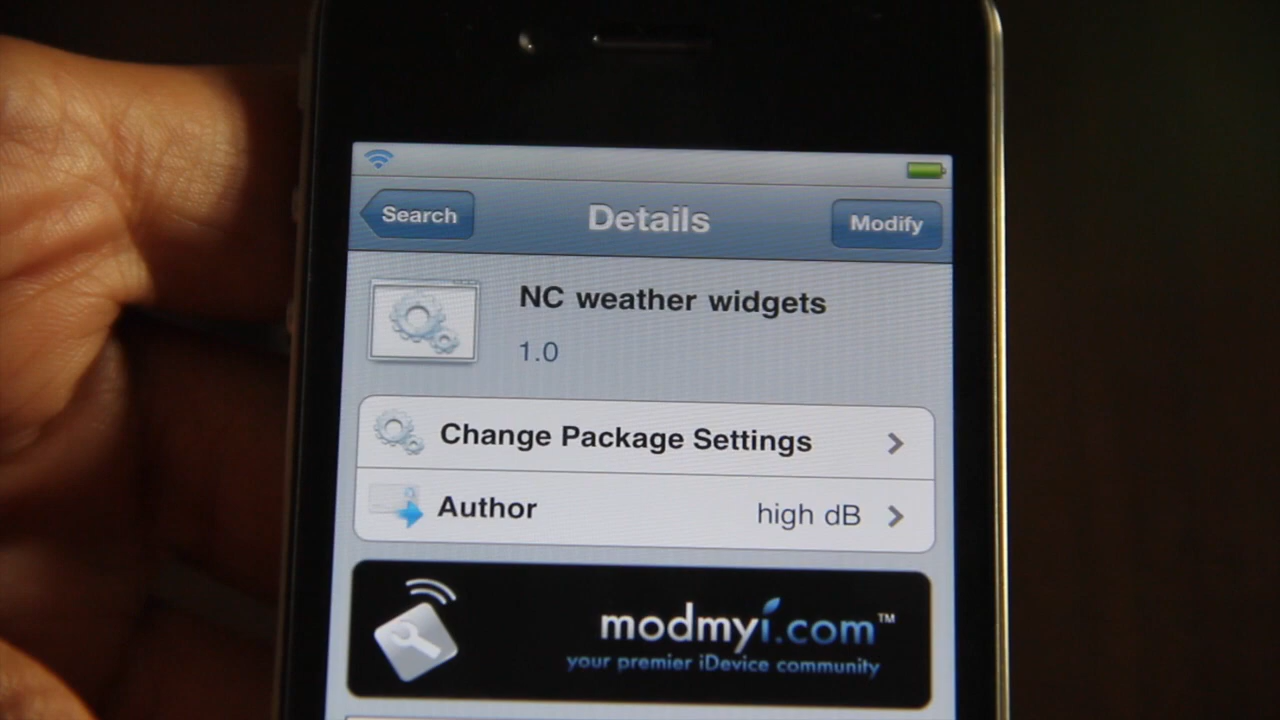 Search
Details
Modify
NC weather widgets
1.0
Change Package Settings
Author
high dB
modmyi.com™
your premier iDevice community